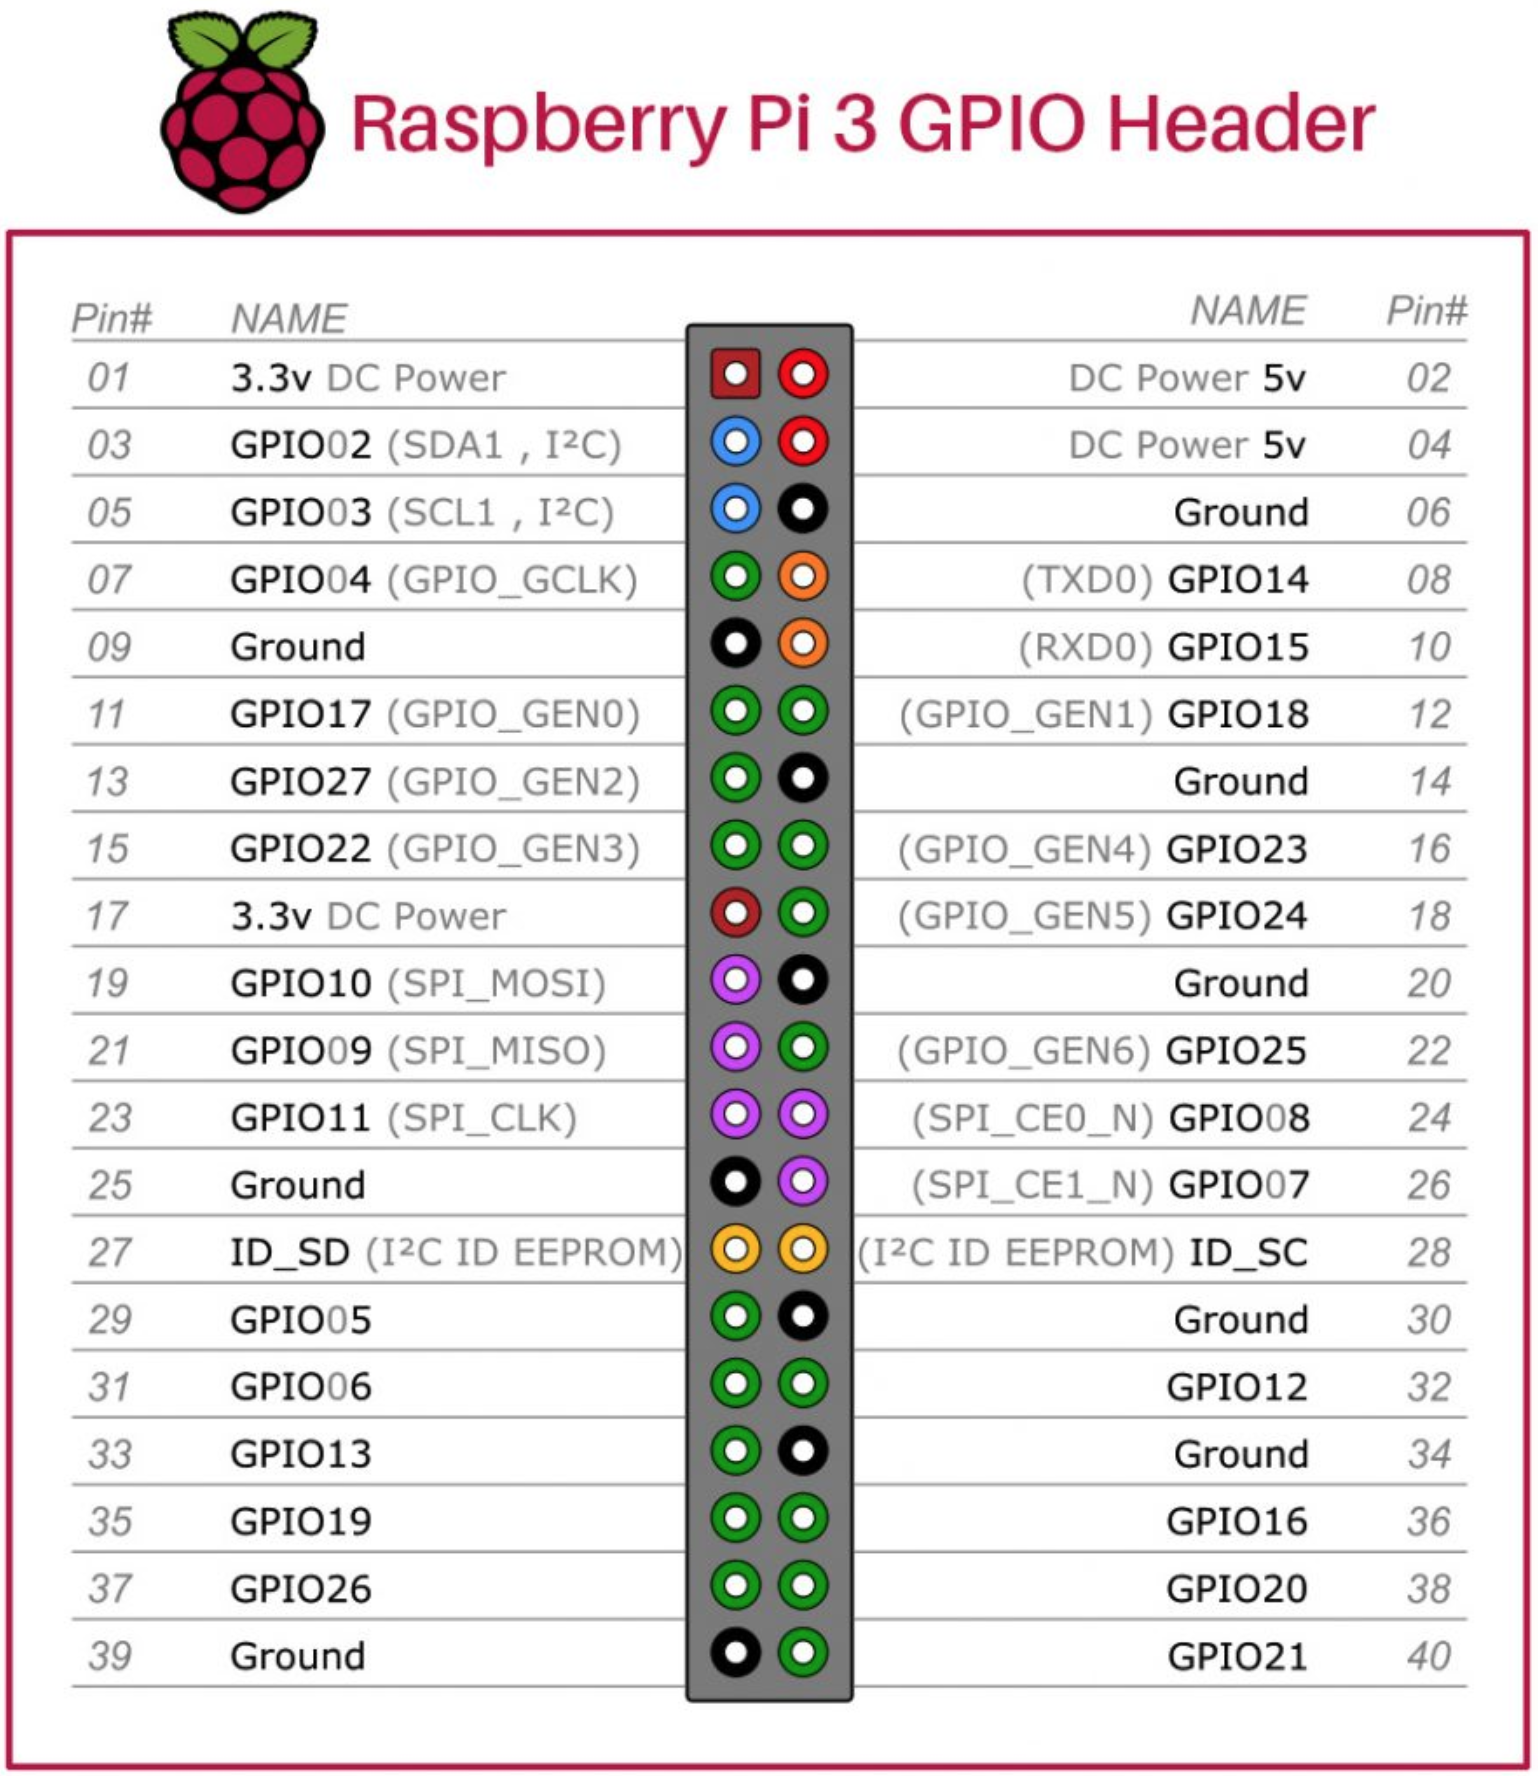 Raspberry Pi 3 GPIO Header
Pin# NAME NAME Pin#
01 3.3v DC Power DC Power 5v 02
03 GPIO02 (SDA1 , I²C) DC Power 5v 04
05 GPIO03 (SCL1 , I²C) Ground 06
07 GPIO04 (GPIO_GCLK) (TXD0) GPIO14 08
09 Ground (RXD0) GPIO15 10
11 GPIO17 (GPIO_GEN0) (GPIO_GEN1) GPIO18 12
13 GPIO27 (GPIO_GEN2) Ground 14
15 GPIO22 (GPIO_GEN3) (GPIO_GEN4) GPIO23 16
17 3.3v DC Power (GPIO_GEN5) GPIO24 18
19 GPIO10 (SPI_MOSI) Ground 20
21 GPIO09 (SPI_MISO) (GPIO_GEN6) GPIO25 22
23 GPIO11 (SPI_CLK) (SPI_CE0_N) GPIO08 24
25 Ground (SPI_CE1_N) GPIO07 26
27 ID_SD (I²C ID EEPROM) (I²C ID EEPROM) ID_SC 28
29 GPIO05 Ground 30
31 GPIO06 GPIO12 32
33 GPIO13 Ground 34
35 GPIO19 GPIO16 36
37 GPIO26 GPIO20 38
39 Ground GPIO21 40